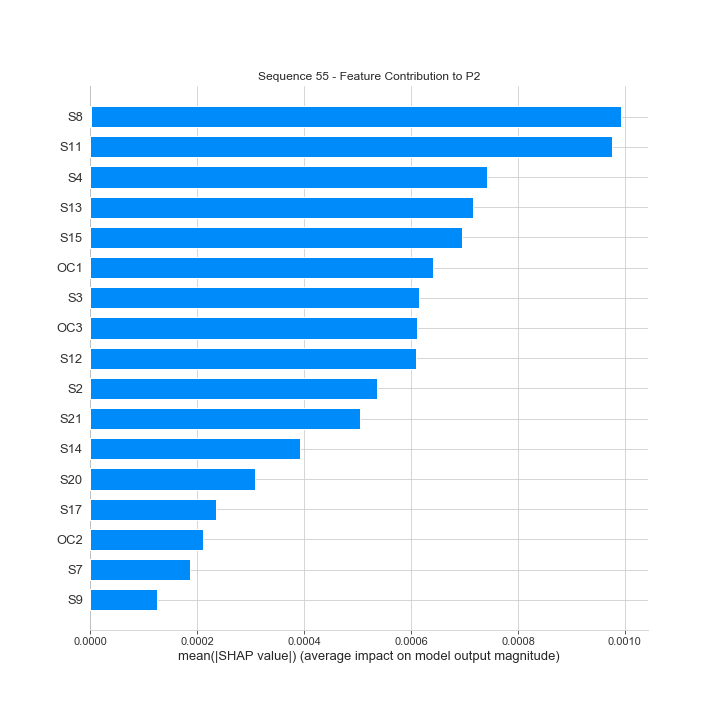 Sequence 55 - Feature Contribution to P2
S8
S11
S4
S13
S15
OC1
S3
OC3
S12
S2
S21
S14
S20
S17
OC2
S7
S9
0.0000 0.0002 0.0004 0.0006 0.0008 0.0010
mean(|SHAP value|) (average impact on model output magnitude)